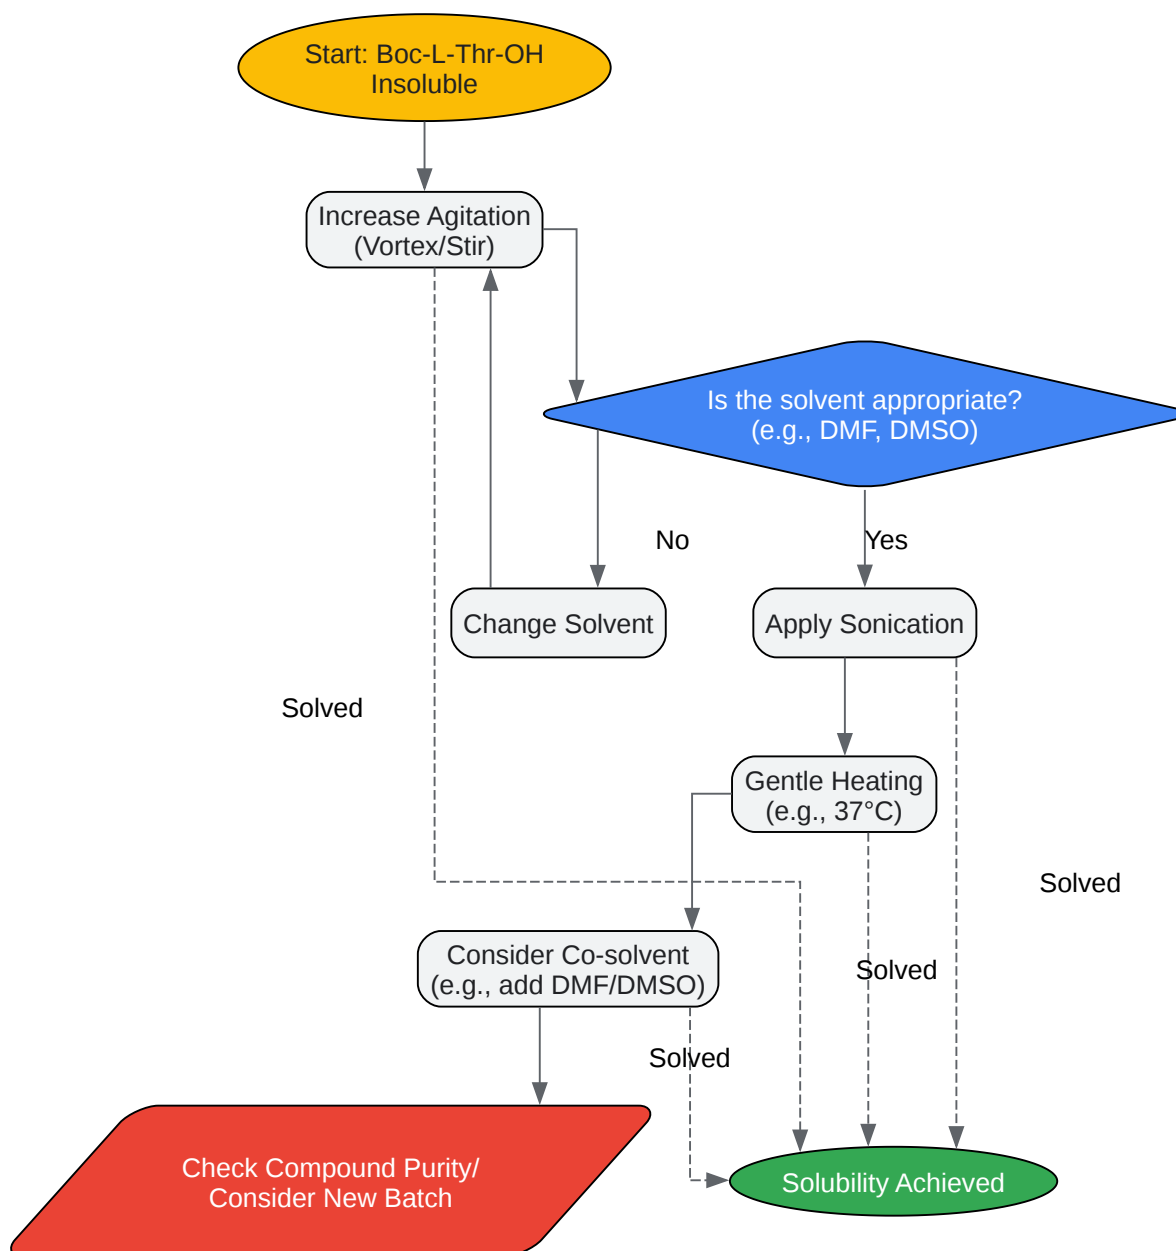 Start: Boc-L-Thr-OH
Insoluble
Increase Agitation
(Vortex/Stir)
Is the solvent appropriate?
(e.g., DMF, DMSO)
No
Yes
Change Solvent
Apply Sonication
Solved
Gentle Heating
(e.g., 37°C)
Solved
Consider Co-solvent
(e.g., add DMF/DMSO)
Solved
Solved
Check Compound Purity/
Consider New Batch
Solubility Achieved